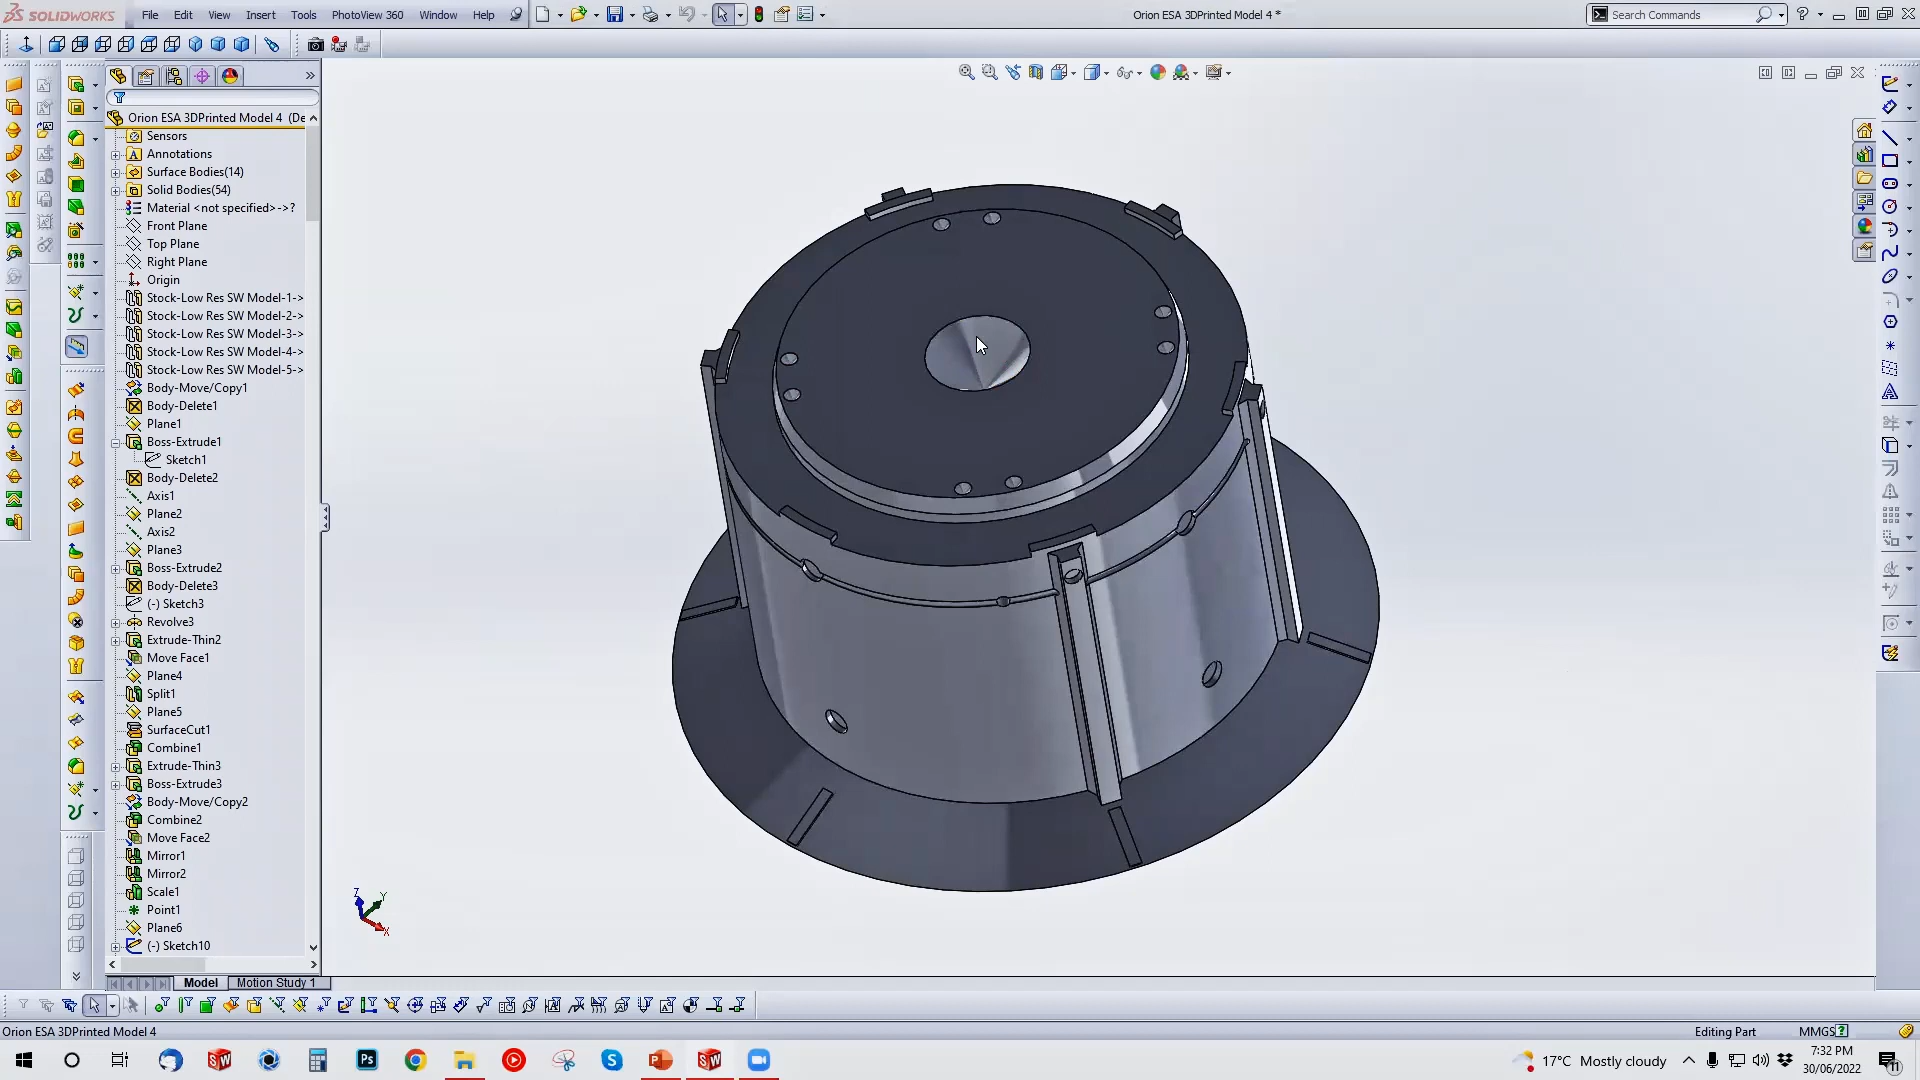 SOLIDWORKS
File Edit View Insert Tools PhotoView 360 Window Help
Orion ESA 3DPrinted Model 4 *
Search Commands
Orion ESA 3DPrinted Model 4 (De
Sensors
Annotations
Surface Bodies(14)
Solid Bodies(54)
Material <not specified>->?
Front Plane
Top Plane
Right Plane
Origin
Stock-Low Res SW Model-1->
Stock-Low Res SW Model-2->
Stock-Low Res SW Model-3->
Stock-Low Res SW Model-4->
Stock-Low Res SW Model-5->
Body-Move/Copy1
Body-Delete1
Plane1
Boss-Extrude1
Sketch1
Body-Delete2
Axis1
Plane2
Axis2
Plane3
Boss-Extrude2
Body-Delete3
(-) Sketch3
Revolve3
Extrude-Thin2
Move Face1
Plane4
Split1
Plane5
SurfaceCut1
Combine1
Extrude-Thin3
Boss-Extrude3
Body-Move/Copy2
Combine2
Move Face2
Mirror1
Mirror2
Scale1
Point1
Plane6
(-) Sketch10
Z
Y
X
Model Motion Study 1
Orion ESA 3DPrinted Model 4
Editing Part
MMGS
17°C Mostly cloudy
7:32 PM
30/06/2022